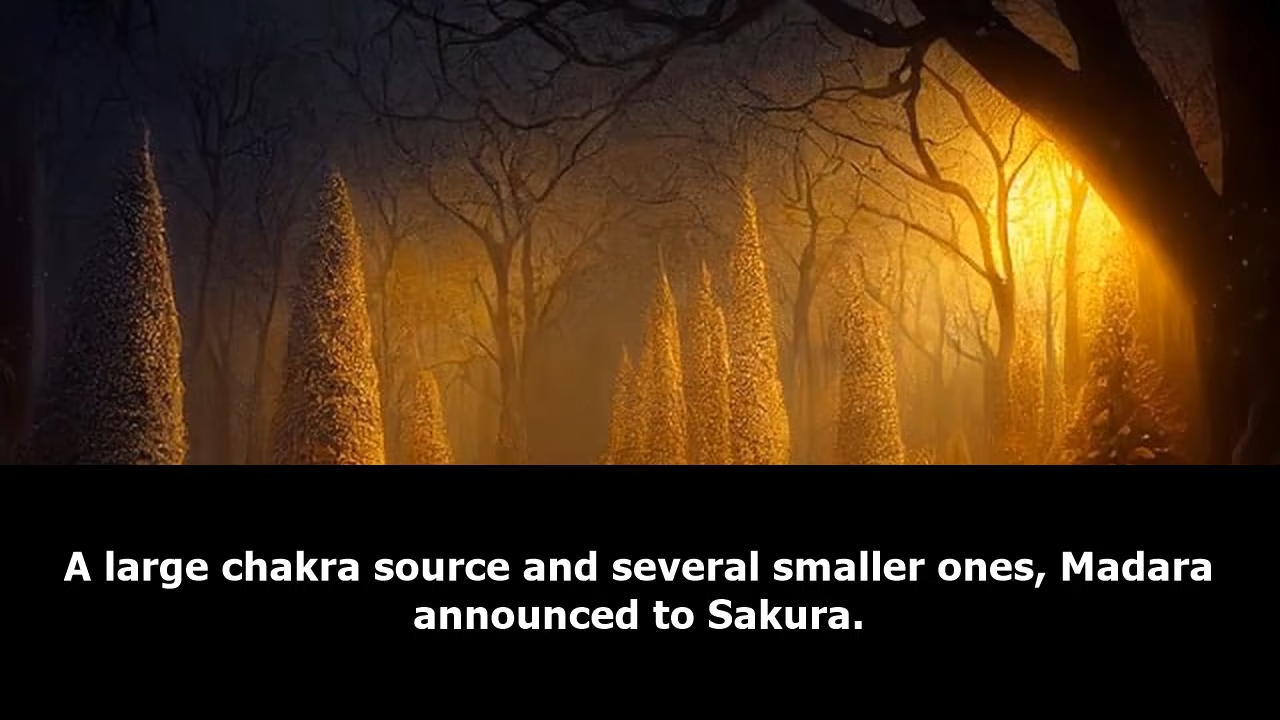 A large chakra source and several smaller ones, Madara
announced to Sakura.